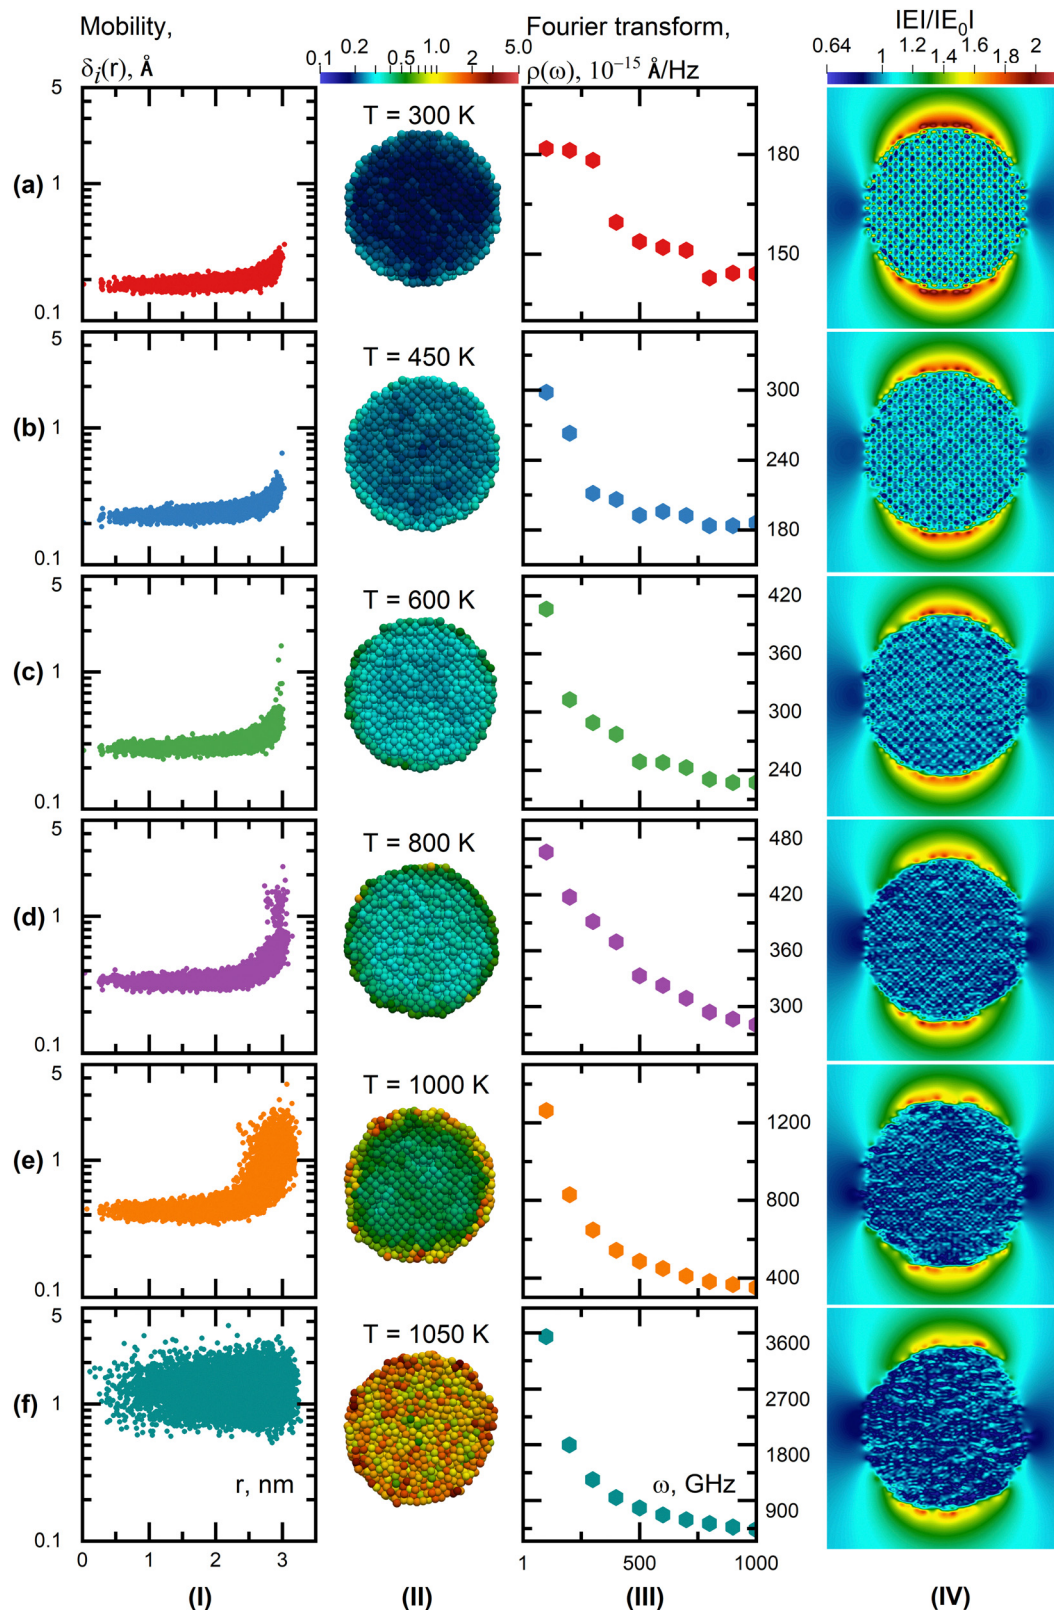 Mobility,
δi(r), Å
0.1 0.2 0.5 1.0 2 5.0
Fourier transform,
ρ(ω), 10⁻¹⁵ Å/Hz
|E|/|E₀|
0.64 1 1.2 1.4 1.6 1.8 2
(a)
5
1
0.1
T = 300 K
180
150
(b)
5
1
0.1
T = 450 K
300
240
180
(c)
5
1
0.1
T = 600 K
420
360
300
240
(d)
5
1
0.1
T = 800 K
480
420
360
300
(e)
5
1
0.1
T = 1000 K
1200
800
400
(f)
5
1
0.1
T = 1050 K
3600
2700
1800
900
r, nm
ω, GHz
0 1 2 3
1 500 1000
(I) (II) (III) (IV)